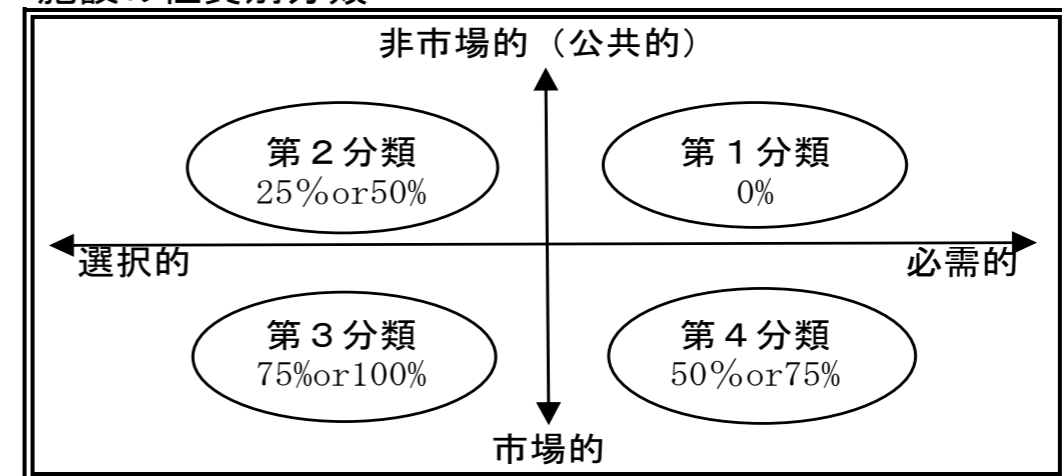 非市場的（公共的）
第２分類
25％or50%
第１分類
0%
選択的
必需的
第３分類
75%or100%
第４分類
50％or75%
市場的